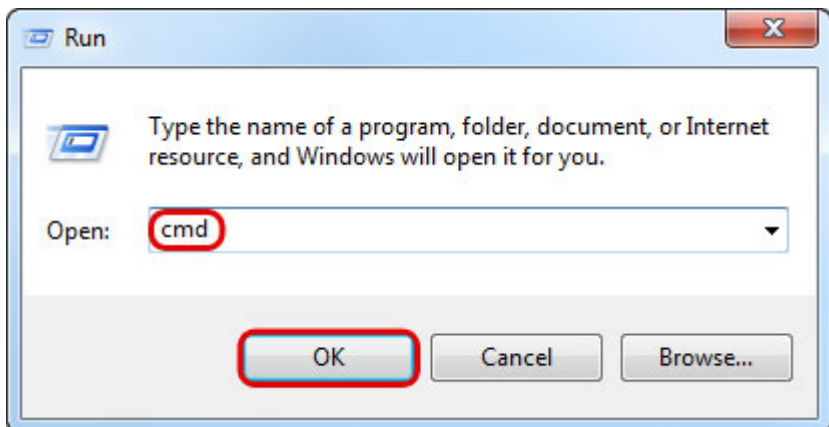 Run
Type the name of a program, folder, document, or Internet
resource, and Windows will open it for you.
Open: cmd
OK Cancel Browse...